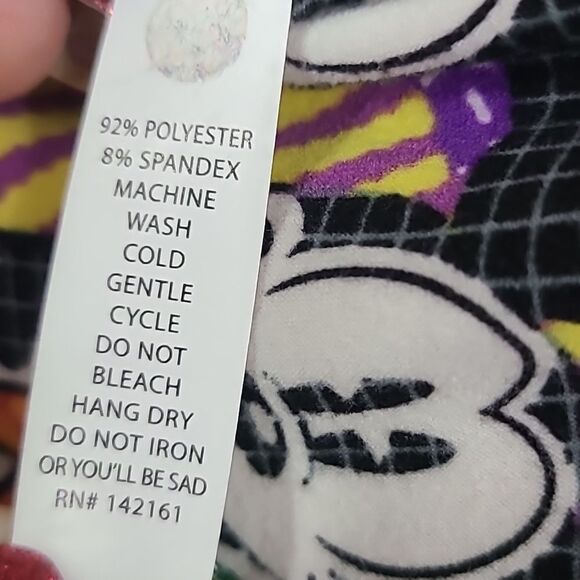 92% POLYESTER
8% SPANDEX
MACHINE
WASH
COLD
GENTLE
CYCLE
DO NOT
BLEACH
HANG DRY
DO NOT IRON
OR YOU'LL BE SAD
RN# 142161